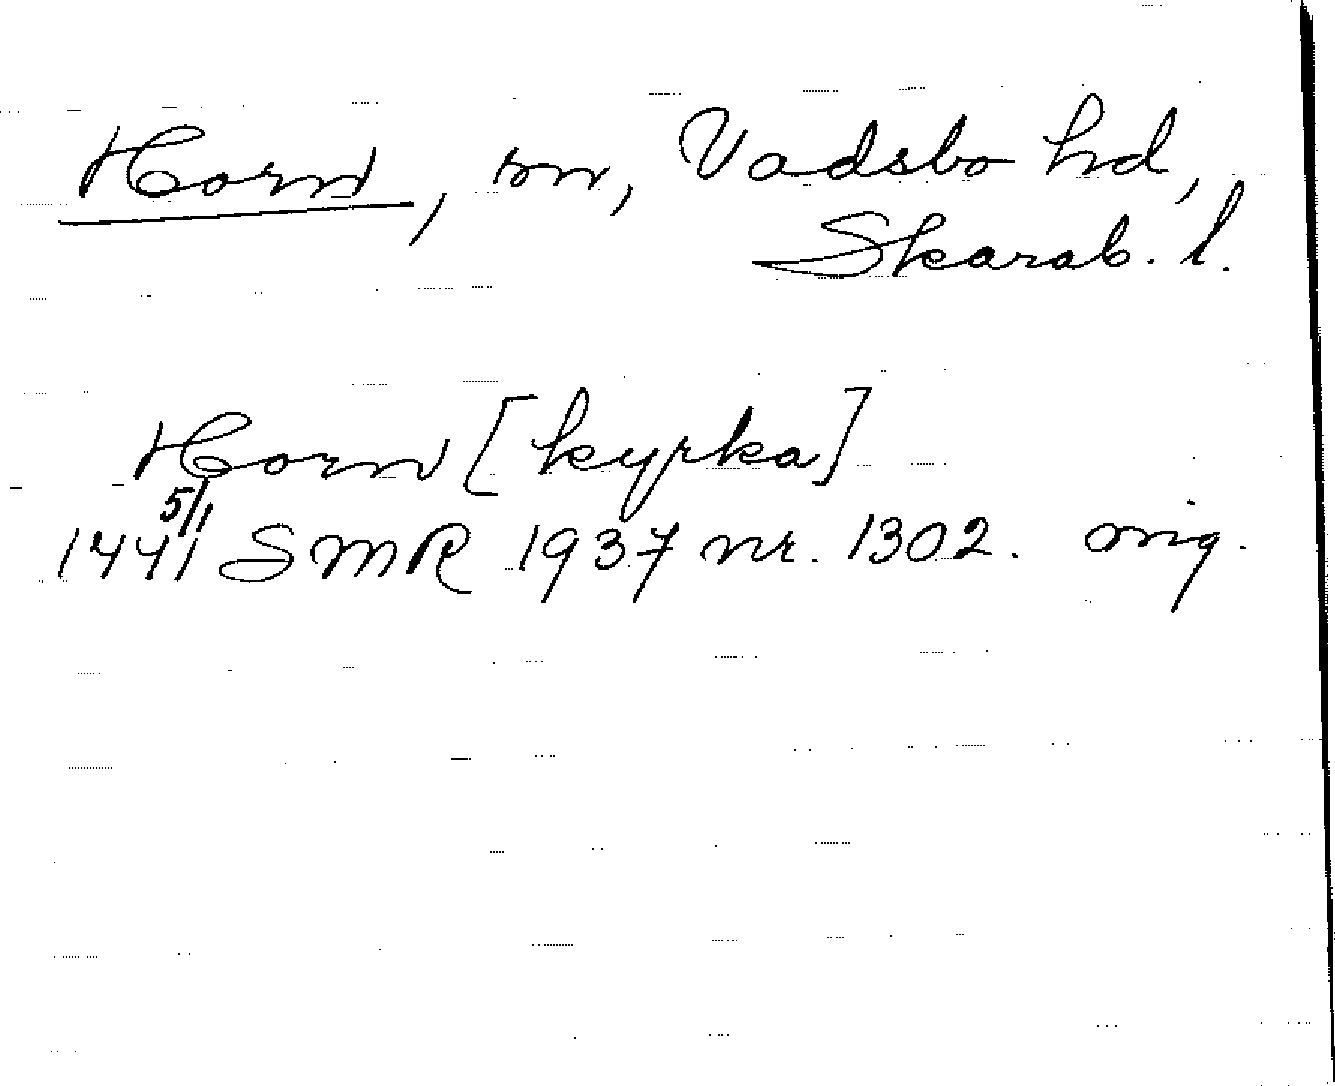 Horn, sn, Vadsbo hd,
Skarab. l.
Horn [kyrka]
1441 5/1 SMR 1937 nr. 1302. orig.